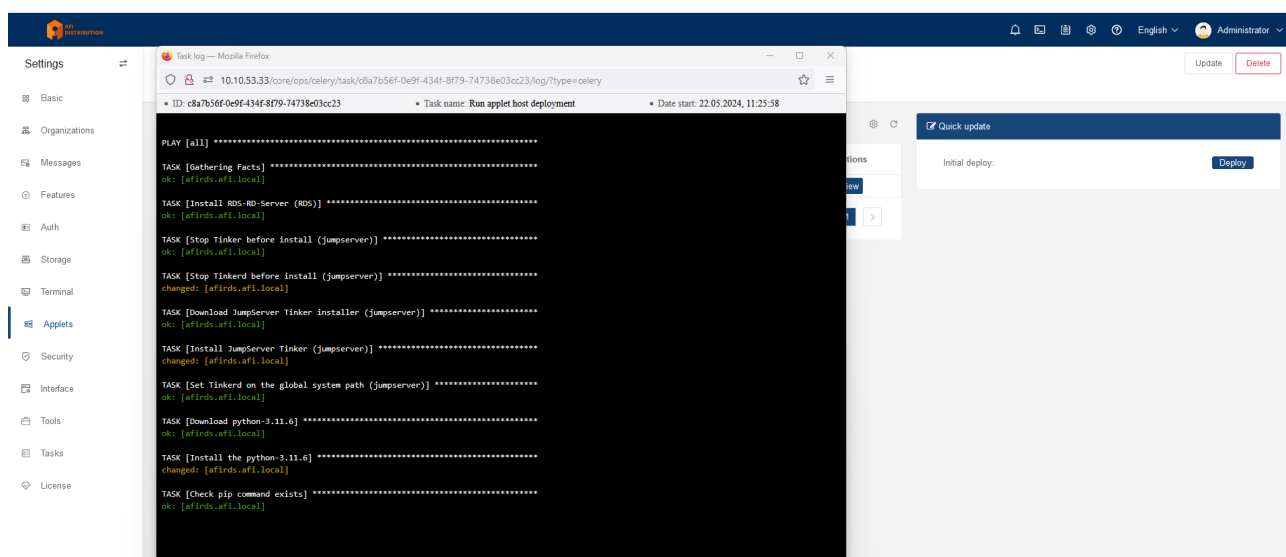 AFI
DISTRIBUTION
English
Administrator
Settings
Basic
Organizations
Messages
Features
Auth
Storage
Terminal
Applets
Security
Interface
Tools
Tasks
License
Task log — Mozilla Firefox
10.10.53.33/core/ops/celery/task/c8a7b56f-0e9f-434f-8f79-74738e03cc23/log/?type=celery
ID: c8a7b56f-0e9f-434f-8f79-74738e03cc23
Task name: Run applet host deployment
Date start: 22.05.2024, 11:25:58
PLAY [all] ******************************************************************
TASK [Gathering Facts] ******************************************************
ok: [afirds.afi.local]
TASK [Install RDS-RD-Server (RDS)] ******************************************
ok: [afirds.afi.local]
TASK [Stop Tinker before install (jumpserver)] ******************************
ok: [afirds.afi.local]
TASK [Stop Tinkerd before install (jumpserver)] *****************************
changed: [afirds.afi.local]
TASK [Download JumpServer Tinker installer (jumpserver)] ********************
ok: [afirds.afi.local]
TASK [Install JumpServer Tinker (jumpserver)] *******************************
changed: [afirds.afi.local]
TASK [Set Tinkerd on the global system path (jumpserver)] *******************
ok: [afirds.afi.local]
TASK [Download python-3.11.6] ***********************************************
ok: [afirds.afi.local]
TASK [Install the python-3.11.6] ********************************************
changed: [afirds.afi.local]
TASK [Check pip command exists] *********************************************
ok: [afirds.afi.local]
Update
Delete
tions
iew
1
Quick update
Initial deploy:
Deploy